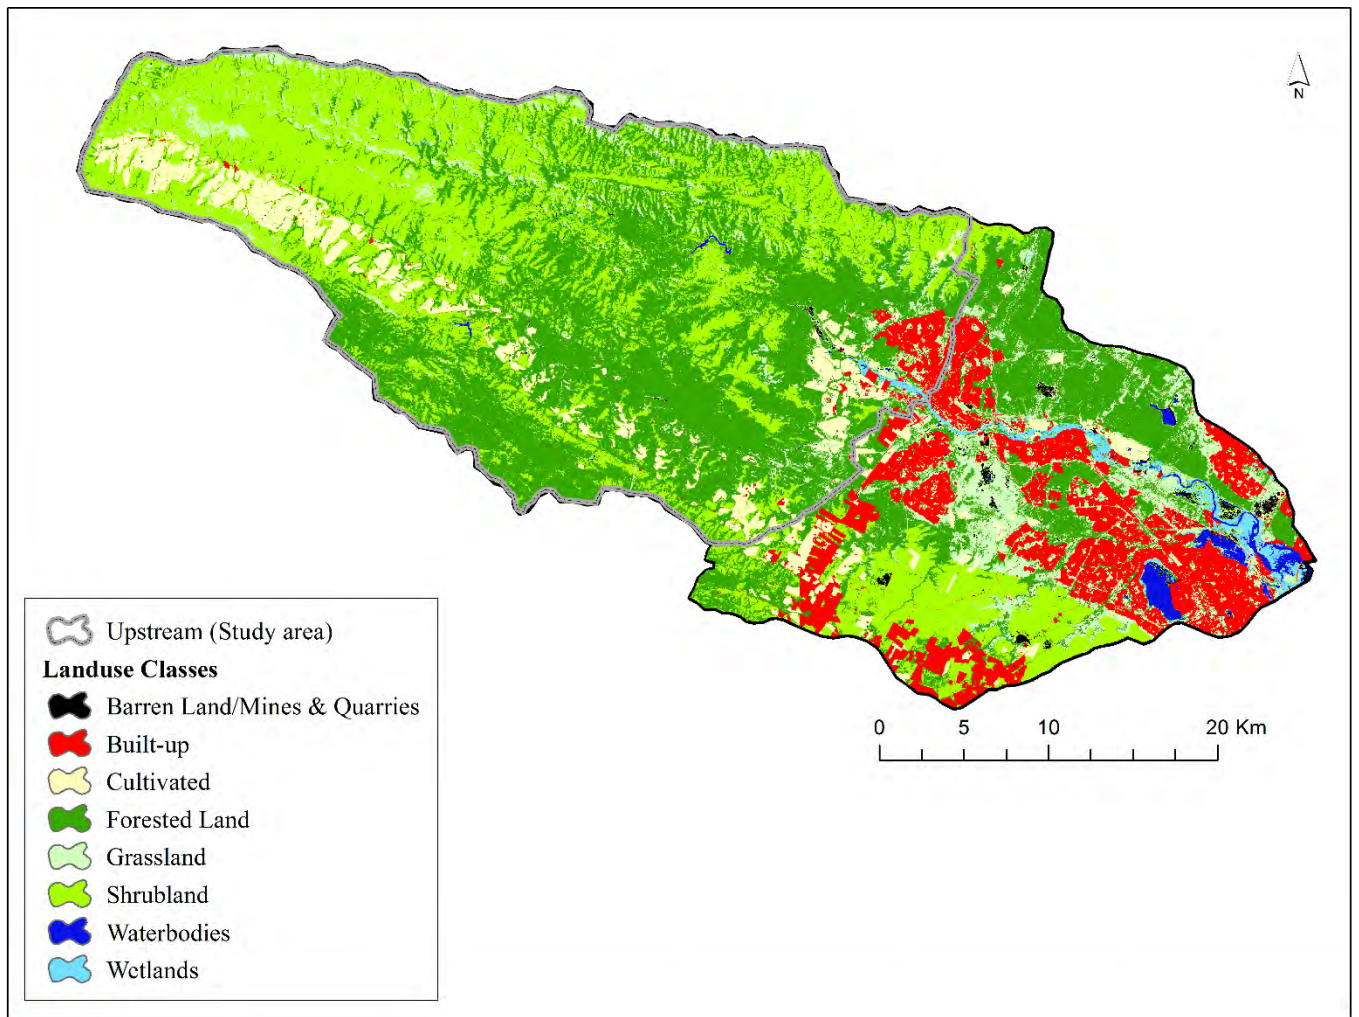 N
Upstream (Study area)
Landuse Classes
Barren Land/Mines & Quarries
Built-up
Cultivated
Forested Land
Grassland
Shrubland
Waterbodies
Wetlands
0 5 10 20 Km